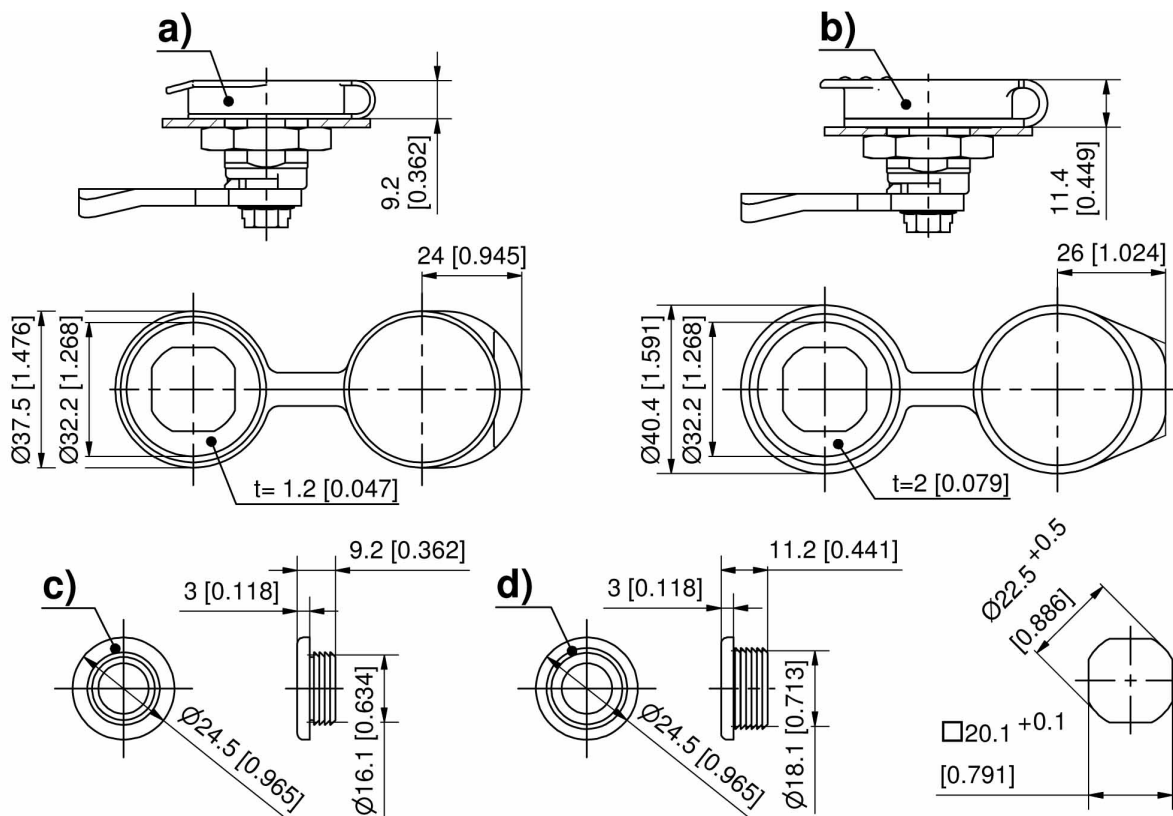 a)
b)
9.2
[0.362]
11.4
[0.449]
24 [0.945]
26 [1.024]
Ø37.5 [1.476]
Ø32.2 [1.268]
t= 1.2 [0.047]
Ø40.4 [1.591]
Ø32.2 [1.268]
t=2 [0.079]
c)
9.2 [0.362]
3 [0.118]
Ø24.5 [0.965]
Ø16.1 [0.634]
d)
11.2 [0.441]
3 [0.118]
Ø24.5 [0.965]
Ø18.1 [0.713]
Ø22.5 +0.5
[0.886]
□20.1 +0.1
[0.791]